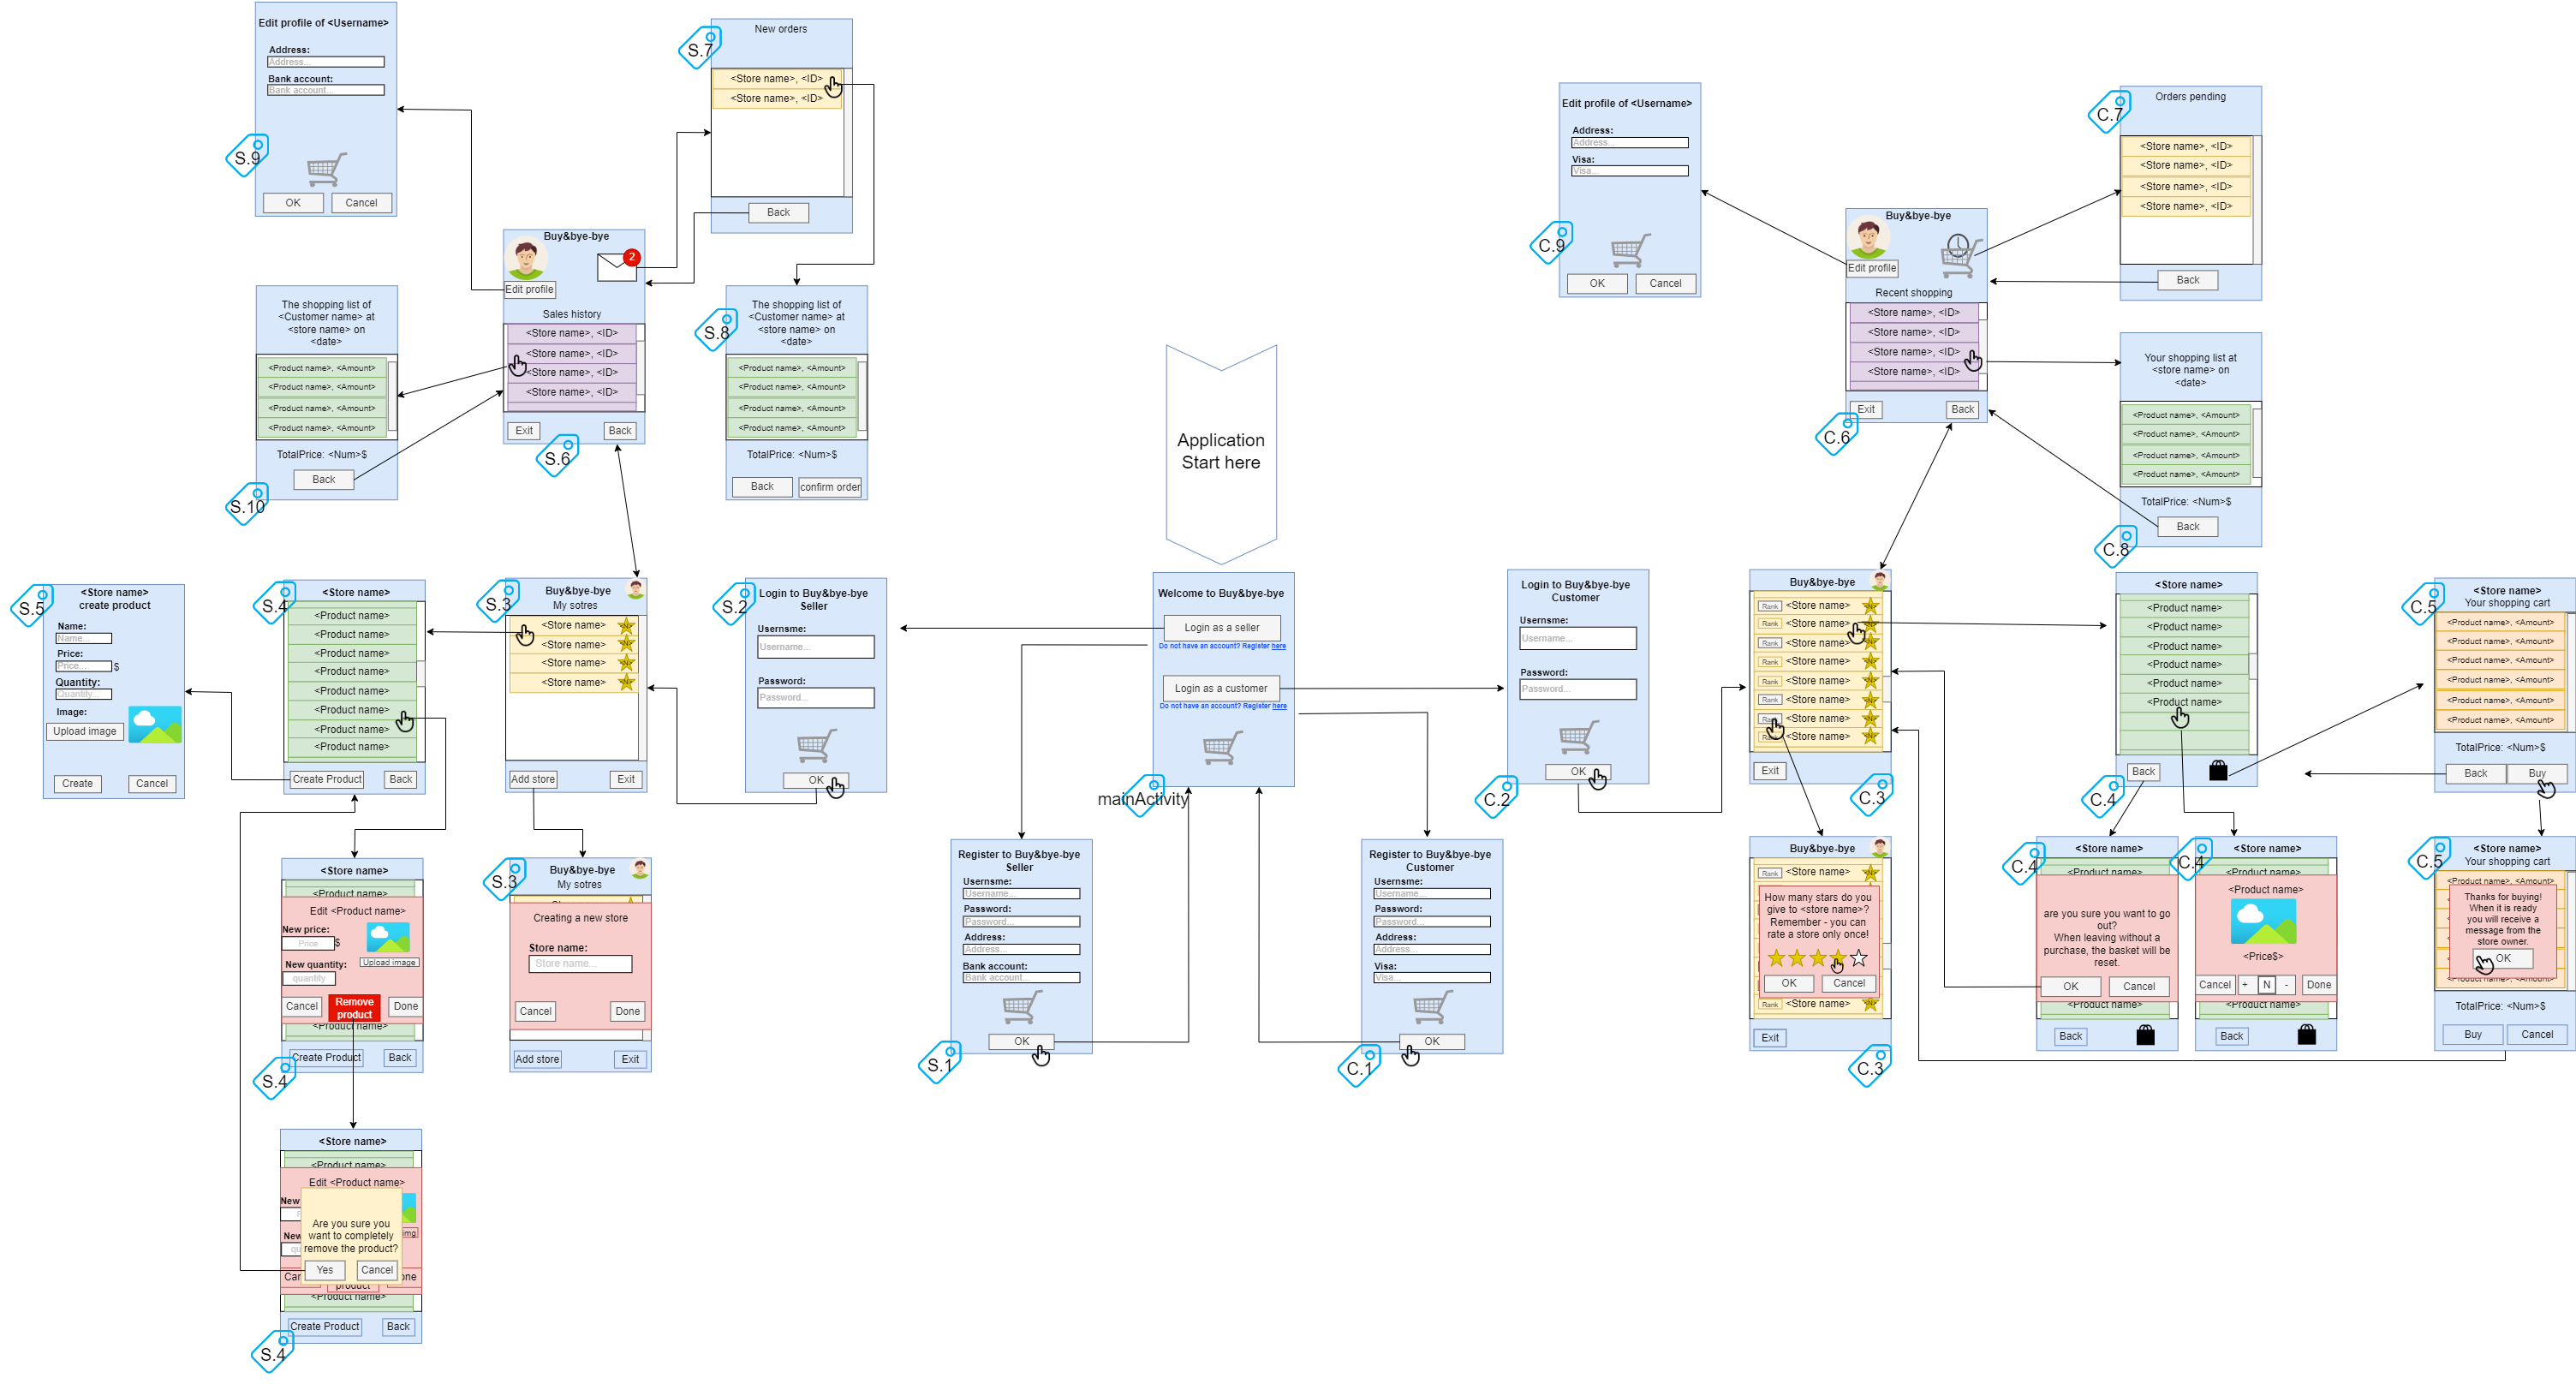 Edit profile of <Username>
Address:
Address...
Bank account:
Bank account...
OK
Cancel
S.9
S.7
New orders
<Store name>, <ID>
<Store name>, <ID>
Back
Buy&bye-bye
2
Edit profile
Sales history
<Store name>, <ID>
<Store name>, <ID>
<Store name>, <ID>
<Store name>, <ID>
Exit
Back
S.6
The shopping list of
<Customer name> at
<store name> on
<date>
<Product name>, <Amount>
<Product name>, <Amount>
<Product name>, <Amount>
<Product name>, <Amount>
TotalPrice: <Num>$
Back
S.10
S.8
The shopping list of
<Customer name> at
<store name> on
<date>
<Product name>, <Amount>
<Product name>, <Amount>
<Product name>, <Amount>
<Product name>, <Amount>
TotalPrice: <Num>$
Back
confirm order
Application
Start here
Edit profile of <Username>
Address:
Address...
Visa:
Visa...
OK
Cancel
C.9
Buy&bye-bye
Edit profile
Recent shopping
<Store name>, <ID>
<Store name>, <ID>
<Store name>, <ID>
<Store name>, <ID>
Exit
Back
C.6
C.7
Orders pending
<Store name>, <ID>
<Store name>, <ID>
<Store name>, <ID>
<Store name>, <ID>
Back
Your shopping list at
<store name> on
<date>
<Product name>, <Amount>
<Product name>, <Amount>
<Product name>, <Amount>
<Product name>, <Amount>
TotalPrice: <Num>$
Back
C.8
S.5
<Store name>
create product
Name:
Name...
Price:
Price...
$
Quantity:
Quantity...
Image:
Upload image
Create
Cancel
S.4
<Store name>
<Product name>
<Product name>
<Product name>
<Product name>
<Product name>
<Product name>
<Product name>
<Product name>
Create Product
Back
S.3
Buy&bye-bye
My sotres
<Store name>
<Store name>
<Store name>
<Store name>
Add store
Exit
S.2
Login to Buy&bye-bye
Seller
Usernsme:
Username...
Password:
Password...
OK
Welcome to Buy&bye-bye
Login as a seller
Do not have an account? Register here
Login as a customer
Do not have an account? Register here
mainActivity
Login to Buy&bye-bye
Customer
Usernsme:
Username...
Password:
Password...
OK
C.2
Buy&bye-bye
Rank <Store name>
Rank <Store name>
Rank <Store name>
Rank <Store name>
Rank <Store name>
Rank <Store name>
<Store name>
<Store name>
Exit
C.3
<Store name>
<Product name>
<Product name>
<Product name>
<Product name>
<Product name>
<Product name>
Back
C.4
C.5
<Store name>
Your shopping cart
<Product name>, <Amount>
<Product name>, <Amount>
<Product name>, <Amount>
<Product name>, <Amount>
<Product name>, <Amount>
<Product name>, <Amount>
TotalPrice: <Num>$
Back
Buy
<Store name>
<Product name>
Edit <Product name>
New price:
Price
$
New quantity:
quantity
Upload image
Cancel
Remove
product
Done
<Product name>
Create Product
Back
S.4
S.3
Buy&bye-bye
My sotres
Creating a new store
Store name:
Store name...
Cancel
Done
Add store
Exit
Register to Buy&bye-bye
Seller
Usernsme:
Username...
Password:
Password...
Address:
Address...
Bank account:
Bank account...
OK
S.1
Register to Buy&bye-bye
Customer
Usernsme:
Username...
Password:
Password...
Address:
Address...
Visa:
Visa...
OK
C.1
Buy&bye-bye
Rank <Store name>
How many stars do you
give to <store name>?
Remember - you can
rate a store only once!
OK
Cancel
Rank <Store name>
Exit
C.3
C.4
<Store name>
<Product name>
are you sure you want to go
out?
When leaving without a
purchase, the basket will be
reset.
OK
Cancel
<Product name>
Back
C.4
<Store name>
<Product name>
<Product name>
<Price$>
Cancel
+
N
-
Done
<Product name>
Back
C.5
<Store name>
Your shopping cart
<Product name>, <Amount>
Thanks for buying!
When it is ready
you will receive a
message from the
store owner.
OK
<Product name>, <Amount>
TotalPrice: <Num>$
Buy
Cancel
<Store name>
<Product name>
Edit <Product name>
New
New
Are you sure you
want to completely
remove the product?
Yes
Cancel
product
<Product name>
Create Product
Back
S.4